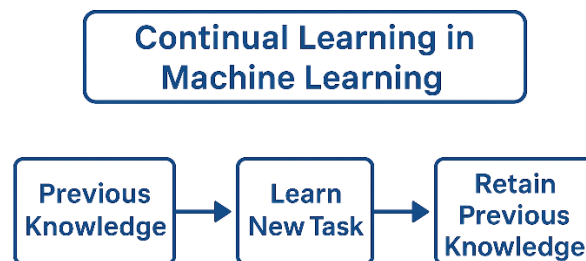 Continual Learning in
Machine Learning
Previous
Knowledge
Learn
New Task
Retain
Previous
Knowledge